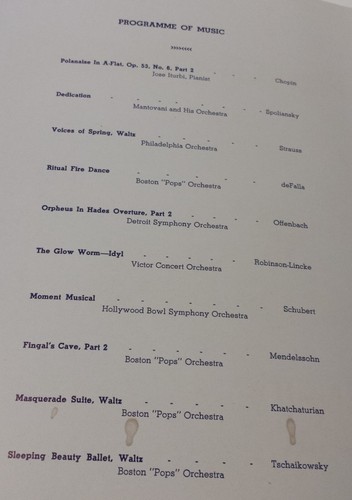 PROGRAMME OF MUSIC
Polonaise In A-Flat, Op. 53, No. 6, Part 2 - - - Chopin
Jose Iturbi, Pianist
Dedication - - - - - - - Spoliansky
Mantovani and His Orchestra
Voices of Spring, Waltz - - - - - Strauss
Philadelphia Orchestra
Ritual Fire Dance - - - - - deFalla
Boston "Pops" Orchestra
Orpheus In Hades Overture, Part 2 - - - - Offenbach
Detroit Symphony Orchestra
The Glow Worm—Idyl - - - - - Robinson-Lincke
Victor Concert Orchestra
Moment Musical - - - - - - Schubert
Hollywood Bowl Symphony Orchestra
Fingal's Cave, Part 2 - - - - - Mendelssohn
Boston "Pops" Orchestra
Masquerade Suite, Waltz - - - - - Khatchaturian
Boston "Pops" Orchestra
Sleeping Beauty Ballet, Waltz - - - - - Tschaikowsky
Boston "Pops" Orchestra